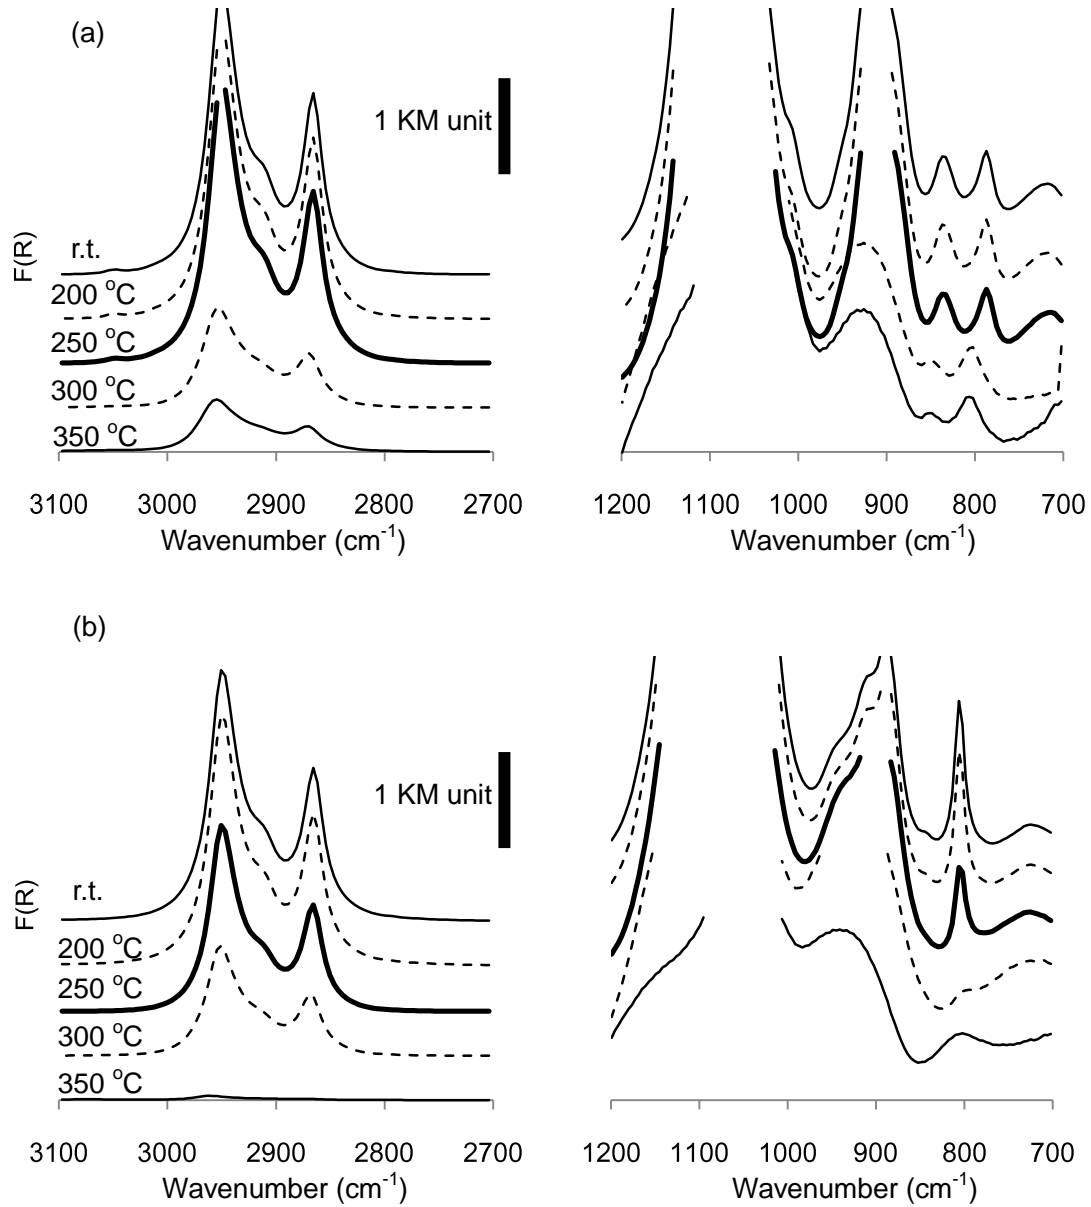 (a)
1 KM unit
F(R)
r.t.
200 °C
250 °C
300 °C
350 °C
3100 3000 2900 2800 2700
Wavenumber (cm⁻¹)
1200 1100 1000 900 800 700
Wavenumber (cm⁻¹)
(b)
1 KM unit
F(R)
r.t.
200 °C
250 °C
300 °C
350 °C
3100 3000 2900 2800 2700
Wavenumber (cm⁻¹)
1200 1100 1000 900 800 700
Wavenumber (cm⁻¹)